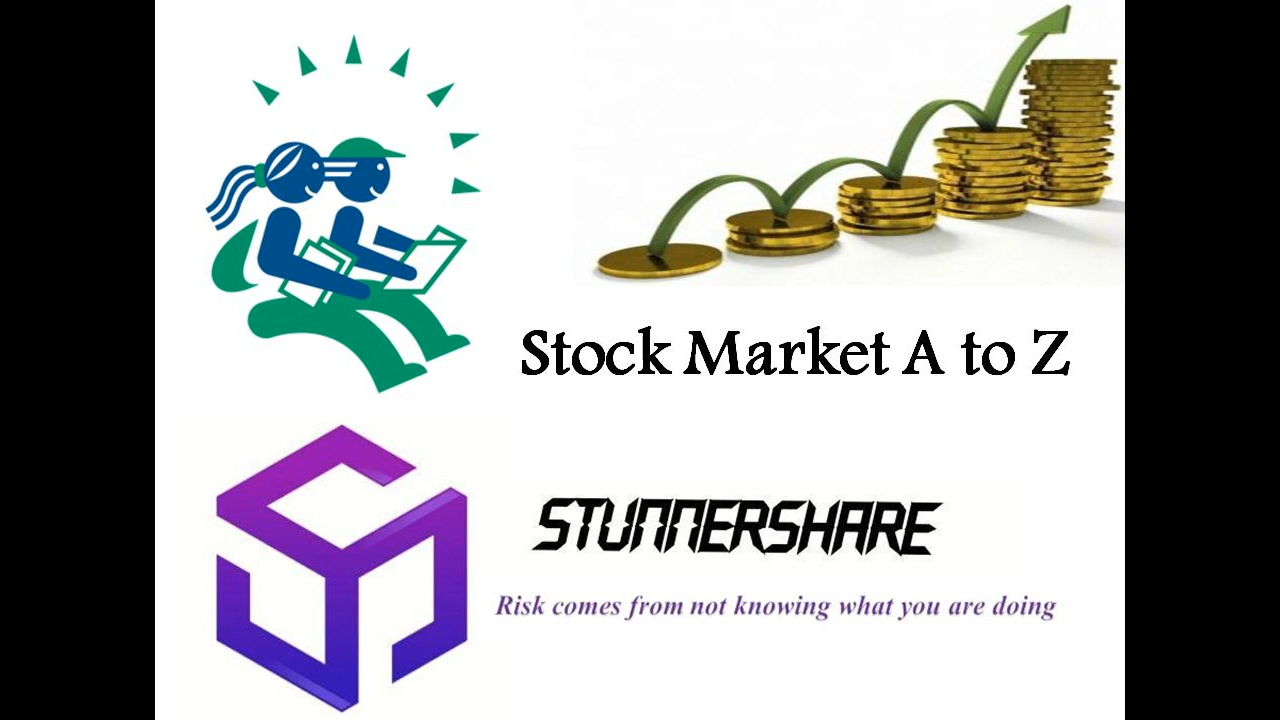 Stock Market A to Z
STUNNERSHARE
Risk comes from not knowing what you are doing